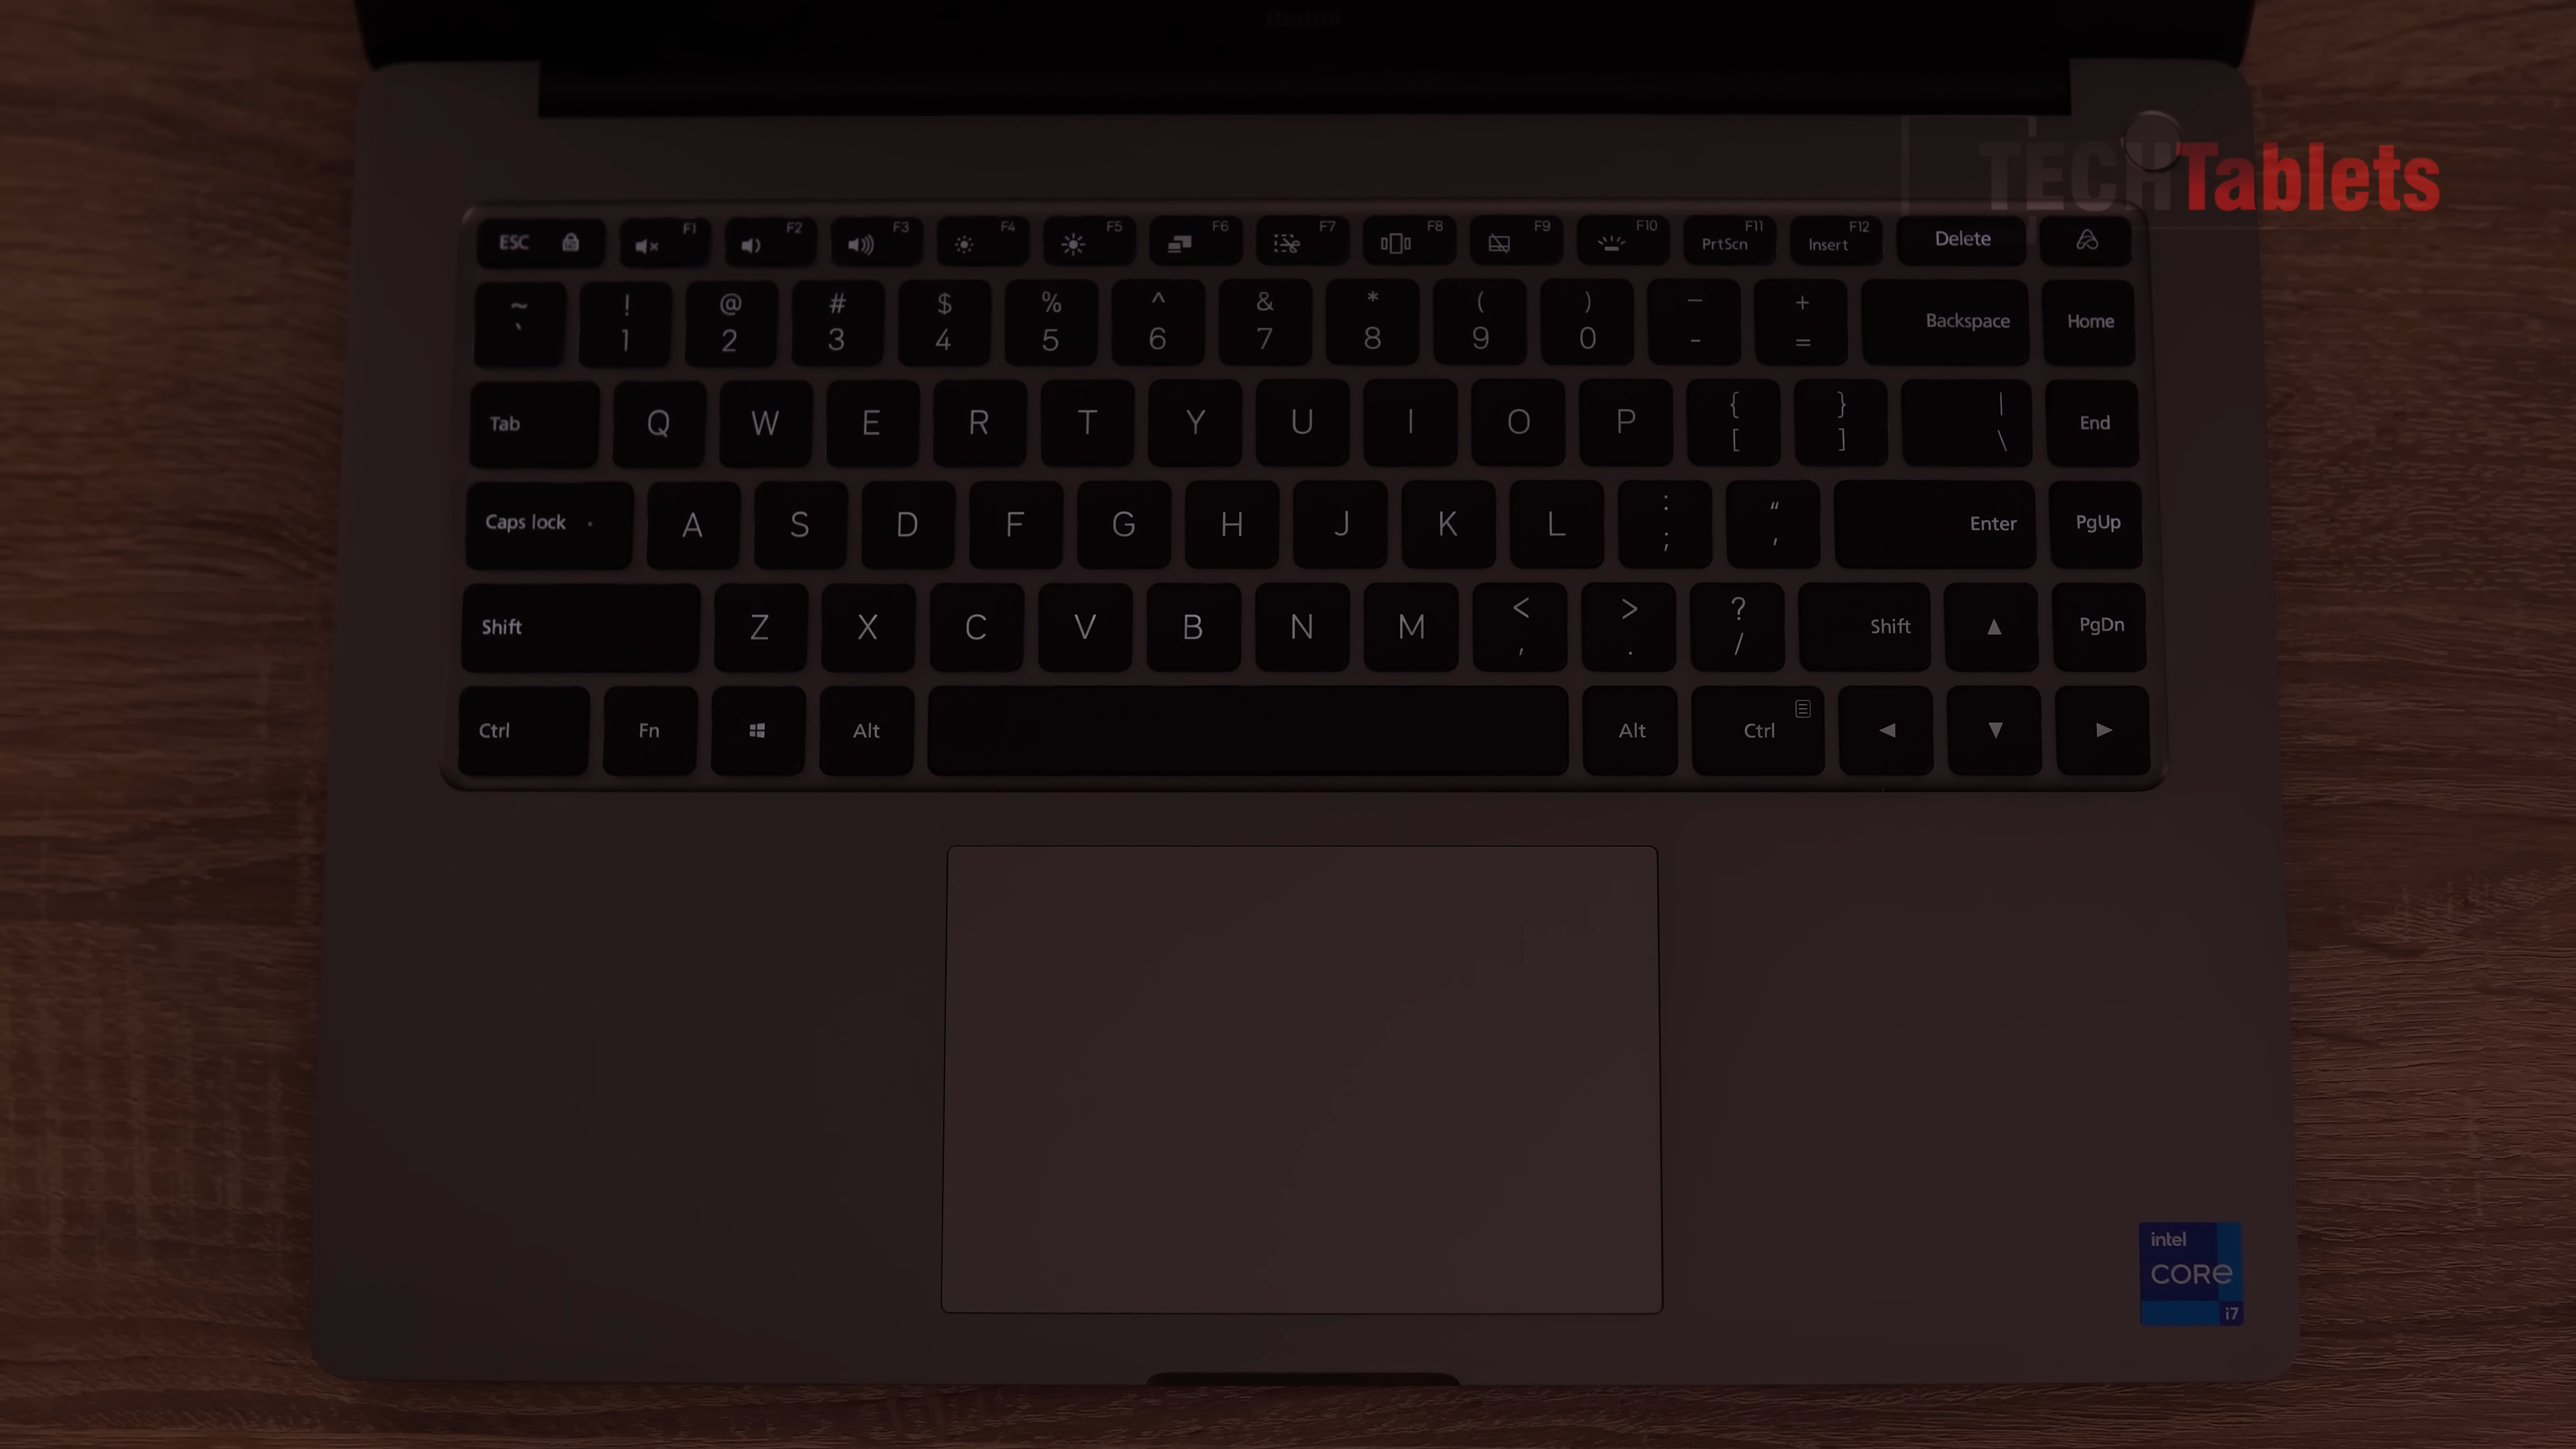 Redmi
TECHTablets
ESC F1 F2 F3 F4 F5 F6 F7 F8 F9 F10 F11 PrtScn F12 Insert Delete
~ ` ! 1 @ 2 # 3 $ 4 % 5 ^ 6 & 7 * 8 ( 9 ) 0 _ - + = Backspace Home
Tab Q W E R T Y U I O P { [ } ] | \ End
Caps lock A S D F G H J K L : ; " ' Enter PgUp
Shift Z X C V B N M < , > . ? / Shift ▲ PgDn
Ctrl Fn Alt Alt Ctrl ◀ ▼ ▶
intel
CORe
i7